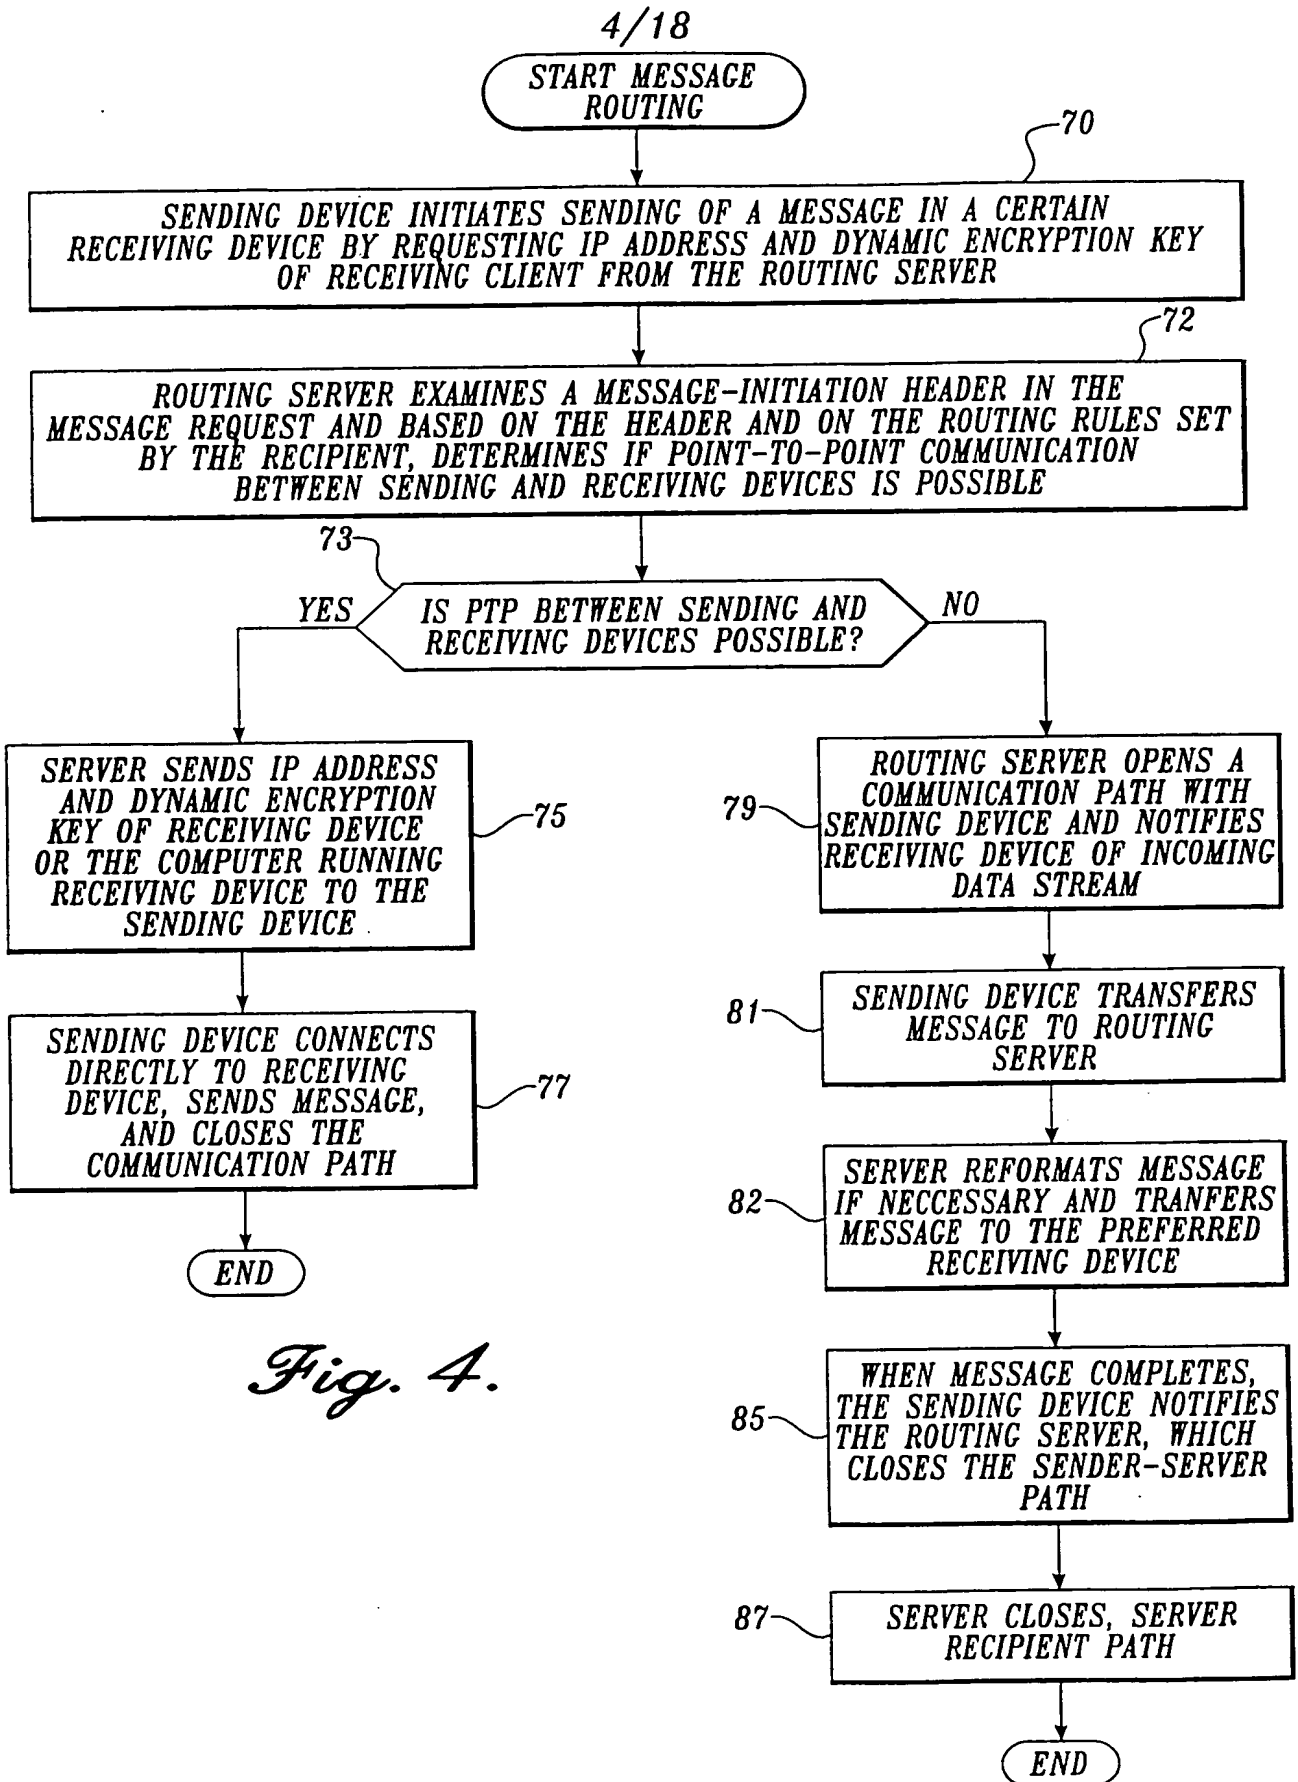 4/18
START MESSAGE
ROUTING
70
SENDING DEVICE INITIATES SENDING OF A MESSAGE IN A CERTAIN
RECEIVING DEVICE BY REQUESTING IP ADDRESS AND DYNAMIC ENCRYPTION KEY
OF RECEIVING CLIENT FROM THE ROUTING SERVER
72
ROUTING SERVER EXAMINES A MESSAGE-INITIATION HEADER IN THE
MESSAGE REQUEST AND BASED ON THE HEADER AND ON THE ROUTING RULES SET
BY THE RECIPIENT, DETERMINES IF POINT-TO-POINT COMMUNICATION
BETWEEN SENDING AND RECEIVING DEVICES IS POSSIBLE
73
YES
IS PTP BETWEEN SENDING AND
RECEIVING DEVICES POSSIBLE?
NO
SERVER SENDS IP ADDRESS
AND DYNAMIC ENCRYPTION
KEY OF RECEIVING DEVICE
OR THE COMPUTER RUNNING
RECEIVING DEVICE TO THE
SENDING DEVICE
75
SENDING DEVICE CONNECTS
DIRECTLY TO RECEIVING
DEVICE, SENDS MESSAGE,
AND CLOSES THE
COMMUNICATION PATH
77
END
79
ROUTING SERVER OPENS A
COMMUNICATION PATH WITH
SENDING DEVICE AND NOTIFIES
RECEIVING DEVICE OF INCOMING
DATA STREAM
81
SENDING DEVICE TRANSFERS
MESSAGE TO ROUTING
SERVER
82
SERVER REFORMATS MESSAGE
IF NECCESSARY AND TRANFERS
MESSAGE TO THE PREFERRED
RECEIVING DEVICE
85
WHEN MESSAGE COMPLETES,
THE SENDING DEVICE NOTIFIES
THE ROUTING SERVER, WHICH
CLOSES THE SENDER-SERVER
PATH
87
SERVER CLOSES, SERVER
RECIPIENT PATH
END
Fig. 4.